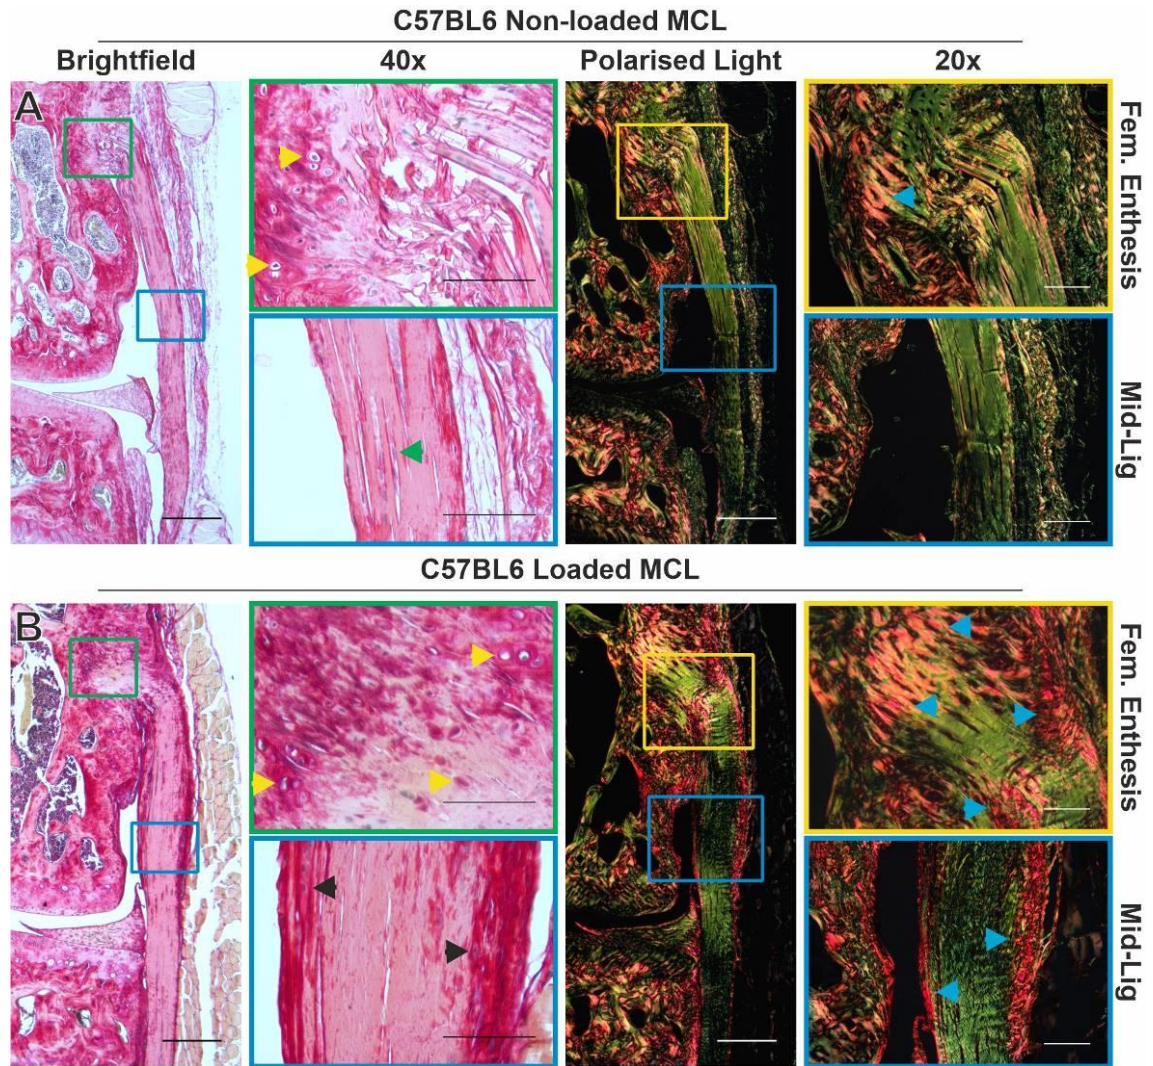 C57BL6 Non-loaded MCL
Brightfield 40x Polarised Light 20x
A
Fem. Enthesis
Mid-Lig
C57BL6 Loaded MCL
B
Fem. Enthesis
Mid-Lig